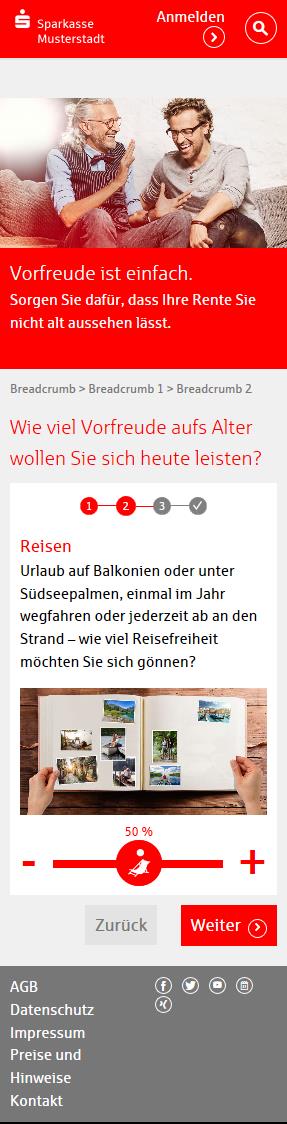 Sparkasse
Musterstadt
Anmelden
Vorfreude ist einfach.
Sorgen Sie dafür, dass Ihre Rente Sie
nicht alt aussehen lässt.
Breadcrumb > Breadcrumb 1 > Breadcrumb 2
Wie viel Vorfreude aufs Alter
wollen Sie sich heute leisten?
1 2 3
Reisen
Urlaub auf Balkonien oder unter
Südseepalmen, einmal im Jahr
wegfahren oder jederzeit ab an den
Strand – wie viel Reisefreiheit
möchten Sie sich gönnen?
50 %
- +
Zurück Weiter
AGB
Datenschutz
Impressum
Preise und
Hinweise
Kontakt